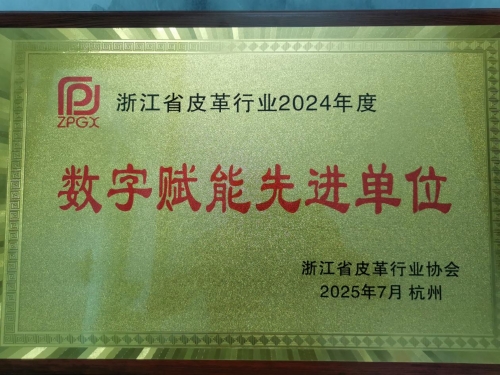 浙江省皮革行业2024年度
ZPGX
数字赋能先进单位
浙江省皮革行业协会
2025年7月 杭州